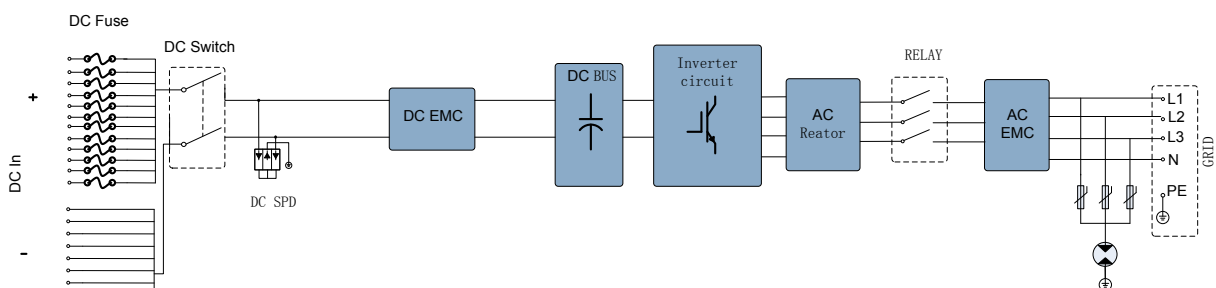 DC Fuse
DC Switch
DC In
+
-
DC SPD
DC EMC
DC BUS
Inverter
circuit
AC
Reator
RELAY
AC
EMC
L1
L2
L3
N
PE
GRID